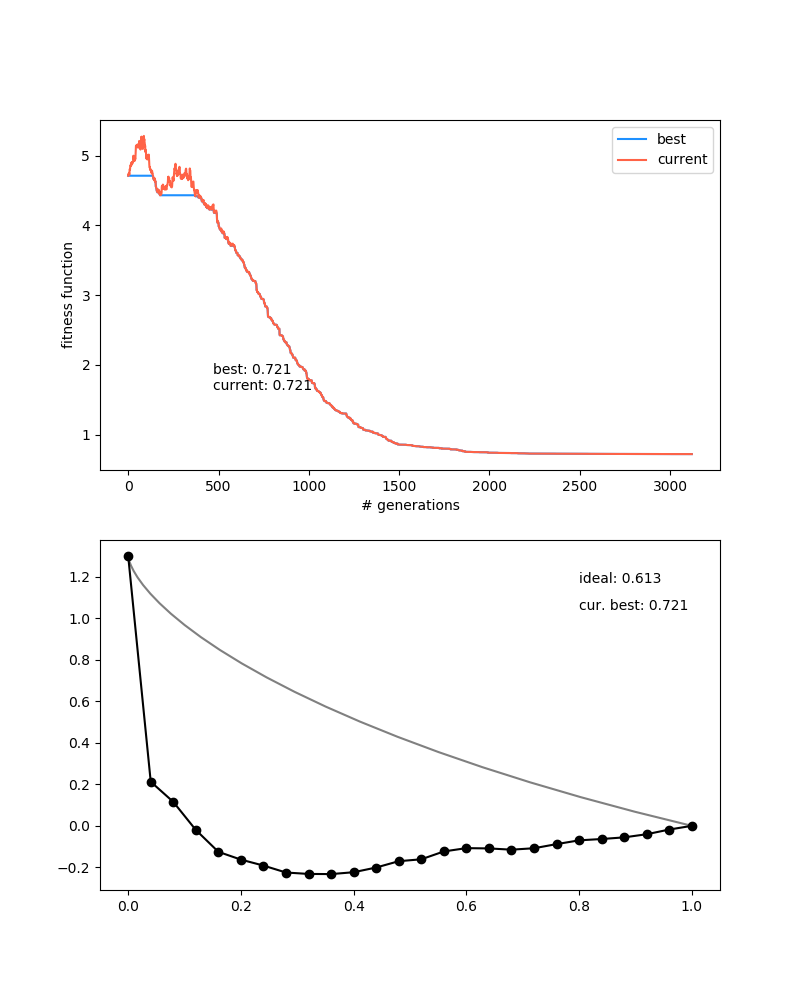 best
current
5
4
3
2
1
fitness function
best: 0.721
current: 0.721
0 500 1000 1500 2000 2500 3000
# generations
1.2
1.0
0.8
0.6
0.4
0.2
0.0
−0.2
ideal: 0.613
cur. best: 0.721
0.0 0.2 0.4 0.6 0.8 1.0